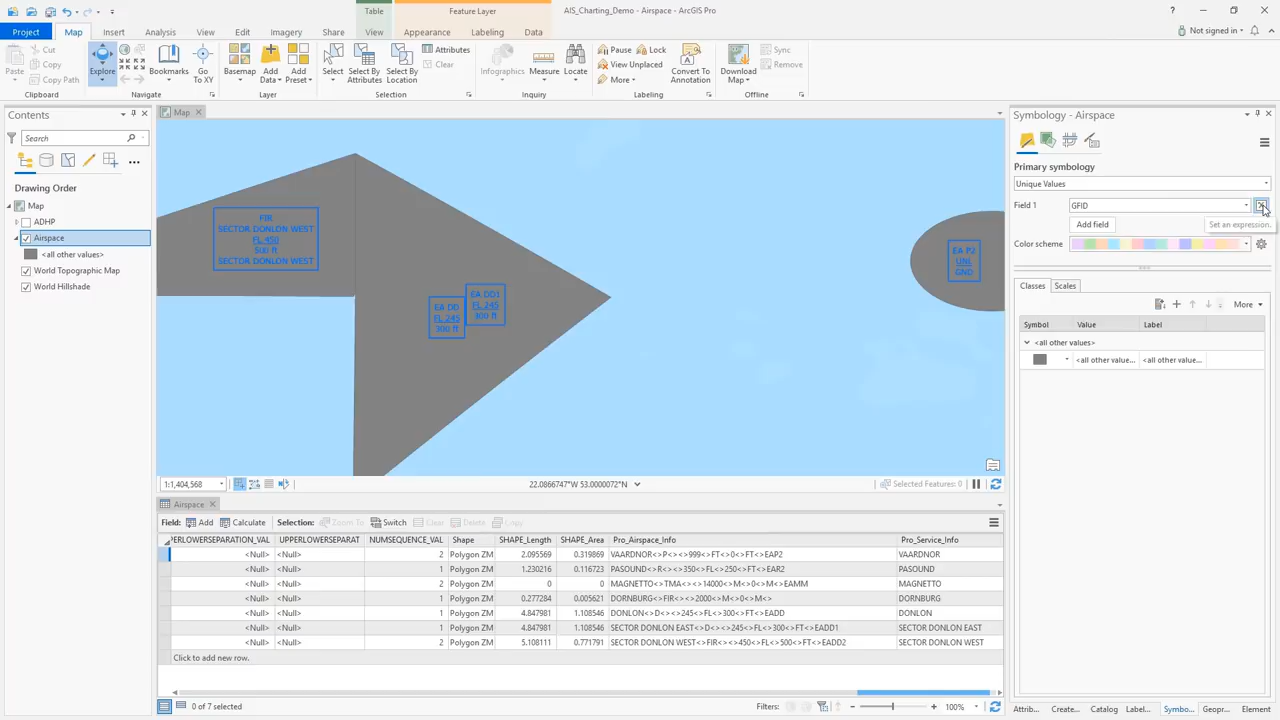 Table
Feature Layer
AIS_Charting_Demo - Airspace - ArcGIS Pro
Project Map Insert Analysis View Edit Imagery Share View Appearance Labeling Data
Not signed in
Paste
Cut
Copy
Copy Path
Clipboard
Explore
Bookmarks
Go To XY
Navigate
Basemap
Add Data
Add Preset
Layer
Select
Select By Attributes
Select By Location
Attributes
Clear
Selection
Infographics
Measure
Locate
Inquiry
Pause
Lock
View Unplaced
More
Convert To Annotation
Labeling
Download Map
Sync
Remove
Offline
Contents
Search
Drawing Order
Map
ADHP
Airspace
<all other values>
World Topographic Map
World Hillshade
Map
FIR
SECTOR DONLON WEST
FL 450
500 ft
SECTOR DONLON WEST
EA DD
FL 245
300 ft
EA DD1
FL 245
300 ft
EA P2
UNL
GND
1:1,404,568
22.0866747°W 53.0000072°N
Selected Features: 0
Airspace
Field: Add Calculate Selection: Zoom To Switch Clear Delete Copy
PERLOWERSEPARATION_VAL UPPERLOWERSEPARAT NUMSEQUENCE_VAL Shape SHAPE_Length SHAPE_Area Pro_Airspace_Info Pro_Service_Info
<Null> <Null> 2 Polygon ZM 2.095569 0.319869 VAARDNOR<>P<><>999<>FT<>0<>FT<>EAP2 VAARDNOR
<Null> <Null> 1 Polygon ZM 1.230216 0.116723 PASOUND<>R<><>350<>FL<>250<>FT<>EAR2 PASOUND
<Null> <Null> 2 Polygon ZM 0 0 MAGNETTO<>TMA<><>14000<>M<>0<>M<>EAMM MAGNETTO
<Null> <Null> 1 Polygon ZM 0.277284 0.005621 DORNBURG<>FIR<><>2000<>M<>0<>M<> DORNBURG
<Null> <Null> 2 Polygon ZM 4.847981 1.108546 DONLON<>D<><>245<>FL<>300<>FT<>EADD DONLON
<Null> <Null> 1 Polygon ZM 4.847981 1.108546 SECTOR DONLON EAST<>D<><>245<>FL<>300<>FT<>EADD1 SECTOR DONLON EAST
<Null> <Null> 2 Polygon ZM 5.108111 0.771791 SECTOR DONLON WEST<>FIR<><>450<>FL<>500<>FT<>EADD2 SECTOR DONLON WEST
Click to add new row.
0 of 7 selected
Filters:
100%
Symbology - Airspace
Primary symbology
Unique Values
Field 1 GFID
Add field
Set an expression.
Color scheme
Classes Scales
More
Symbol Value Label
<all other values>
<all other value... <all other value...
Attrib... Create... Catalog Label... Symbo... Geopr... Element